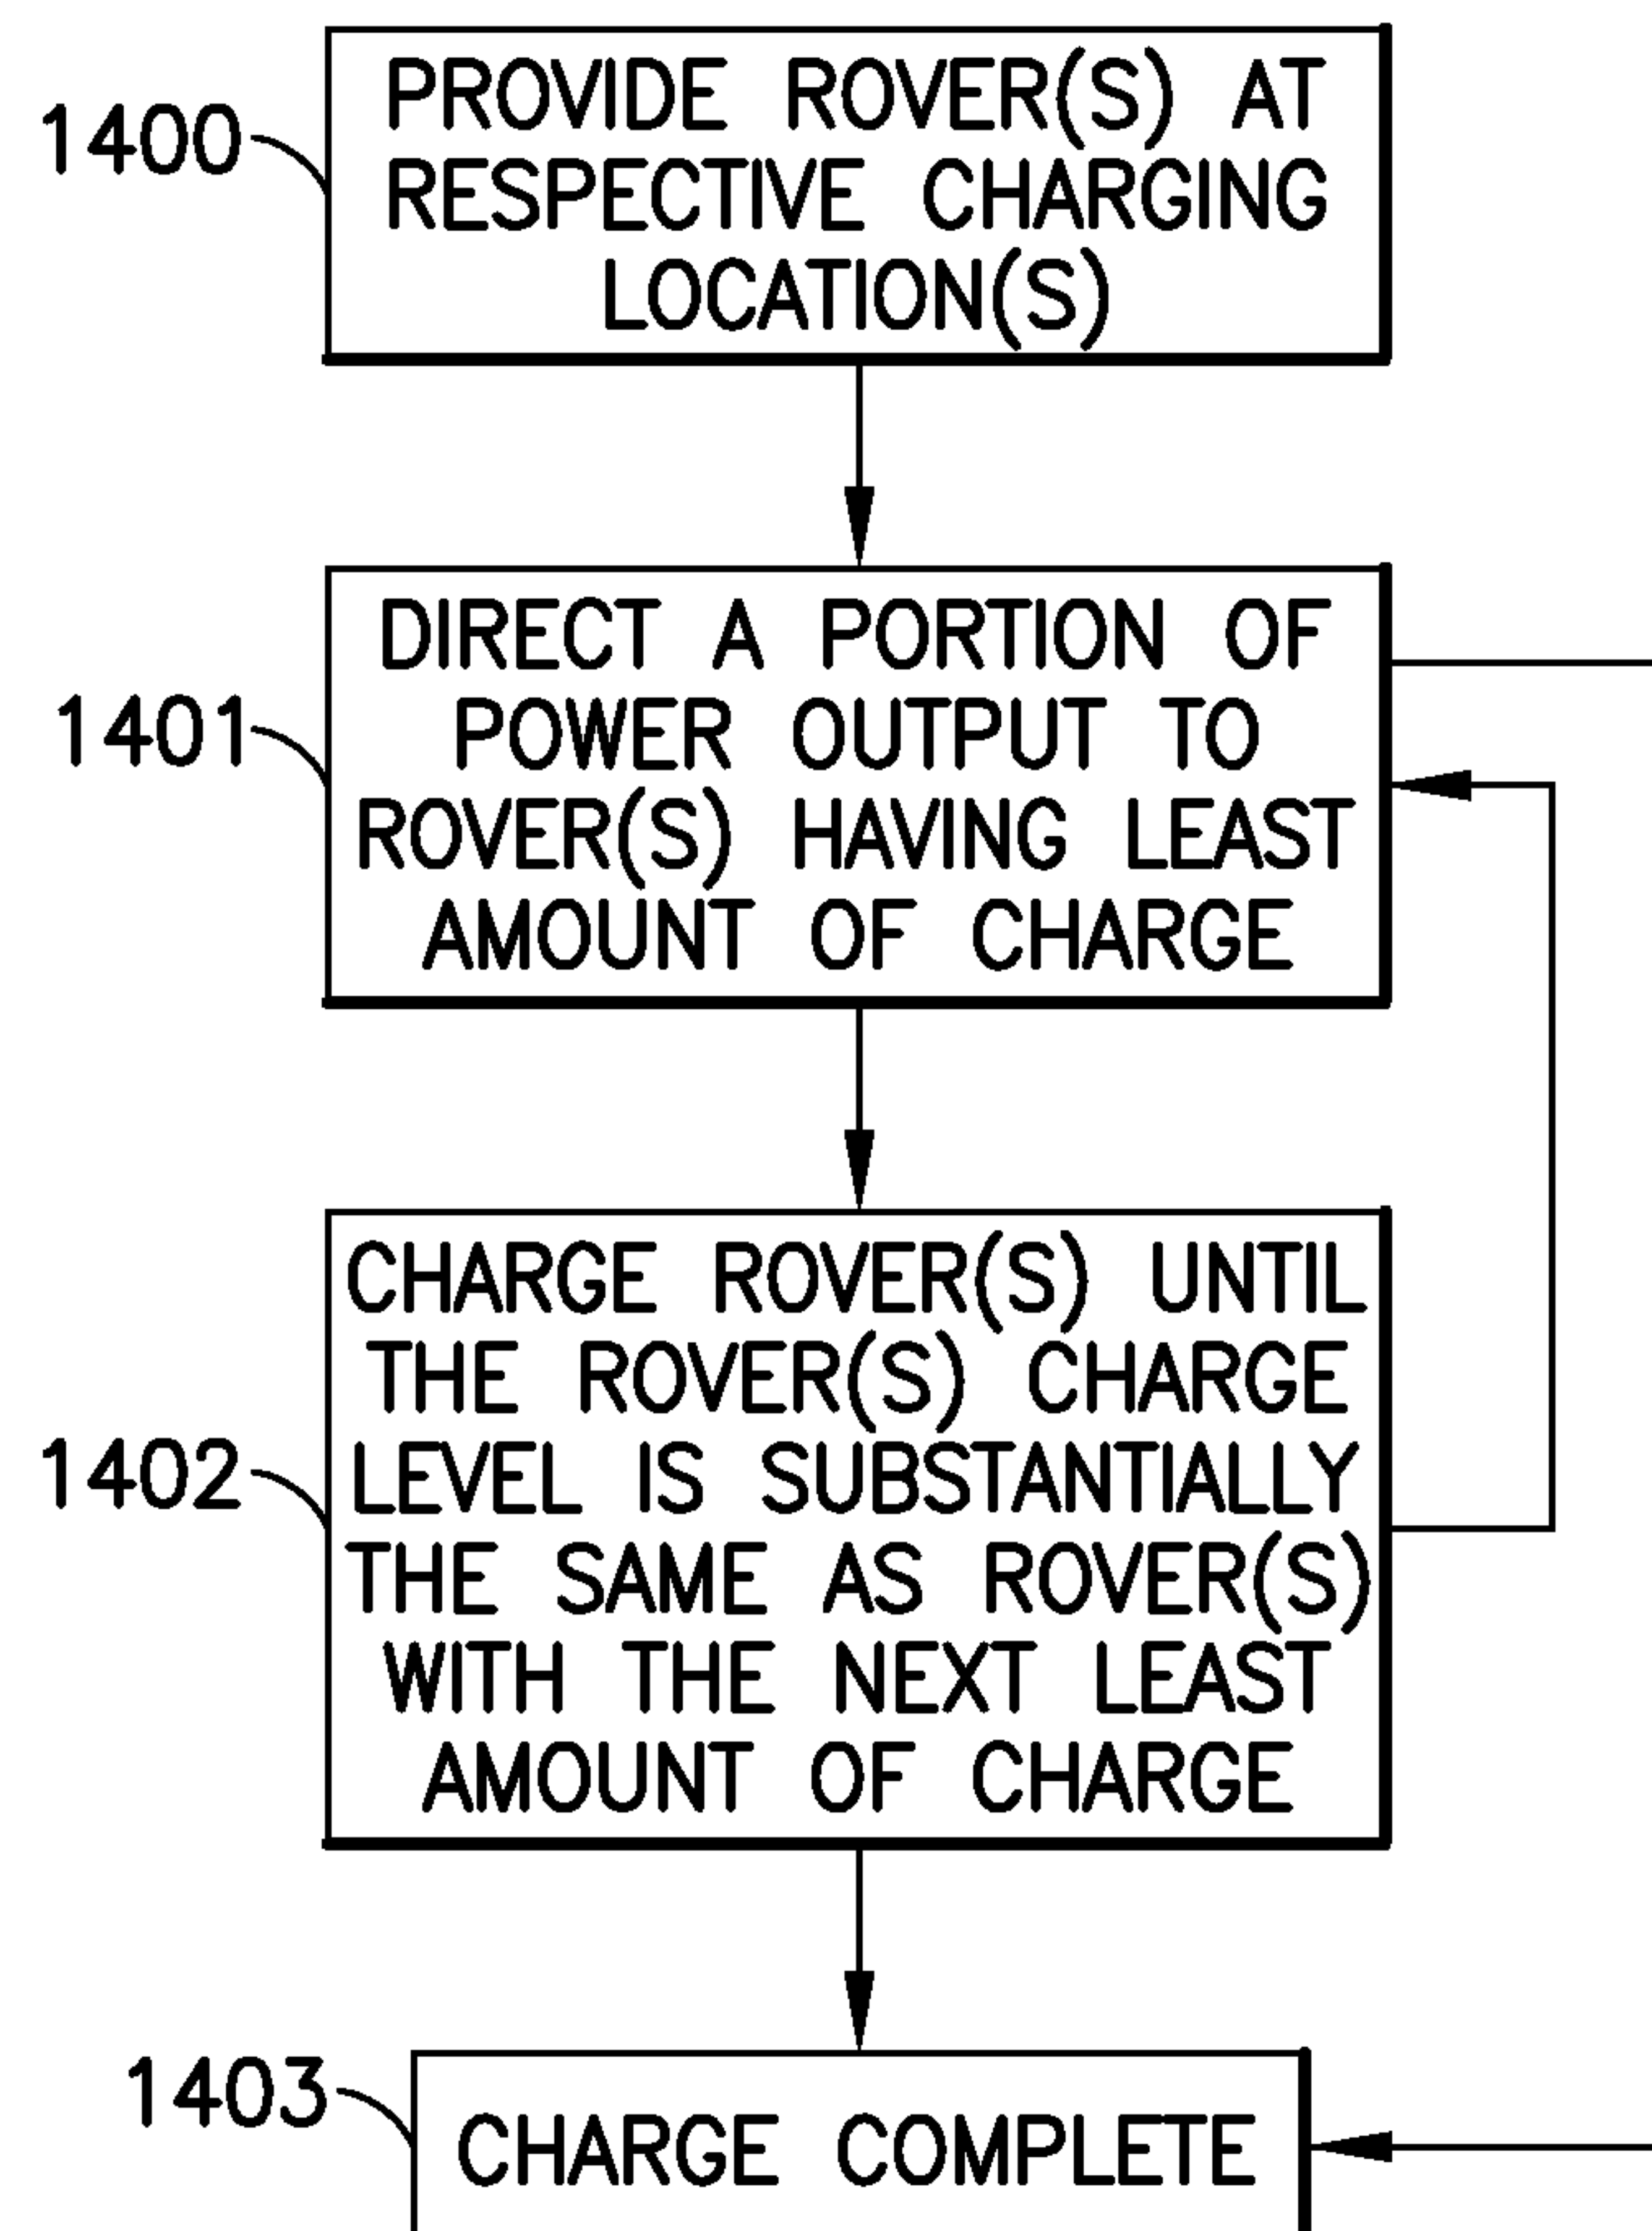 1400
PROVIDE ROVER(S) AT
RESPECTIVE CHARGING
LOCATION(S)
1401
DIRECT A PORTION OF
POWER OUTPUT TO
ROVER(S) HAVING LEAST
AMOUNT OF CHARGE
1402
CHARGE ROVER(S) UNTIL
THE ROVER(S) CHARGE
LEVEL IS SUBSTANTIALLY
THE SAME AS ROVER(S)
WITH THE NEXT LEAST
AMOUNT OF CHARGE
1403
CHARGE COMPLETE